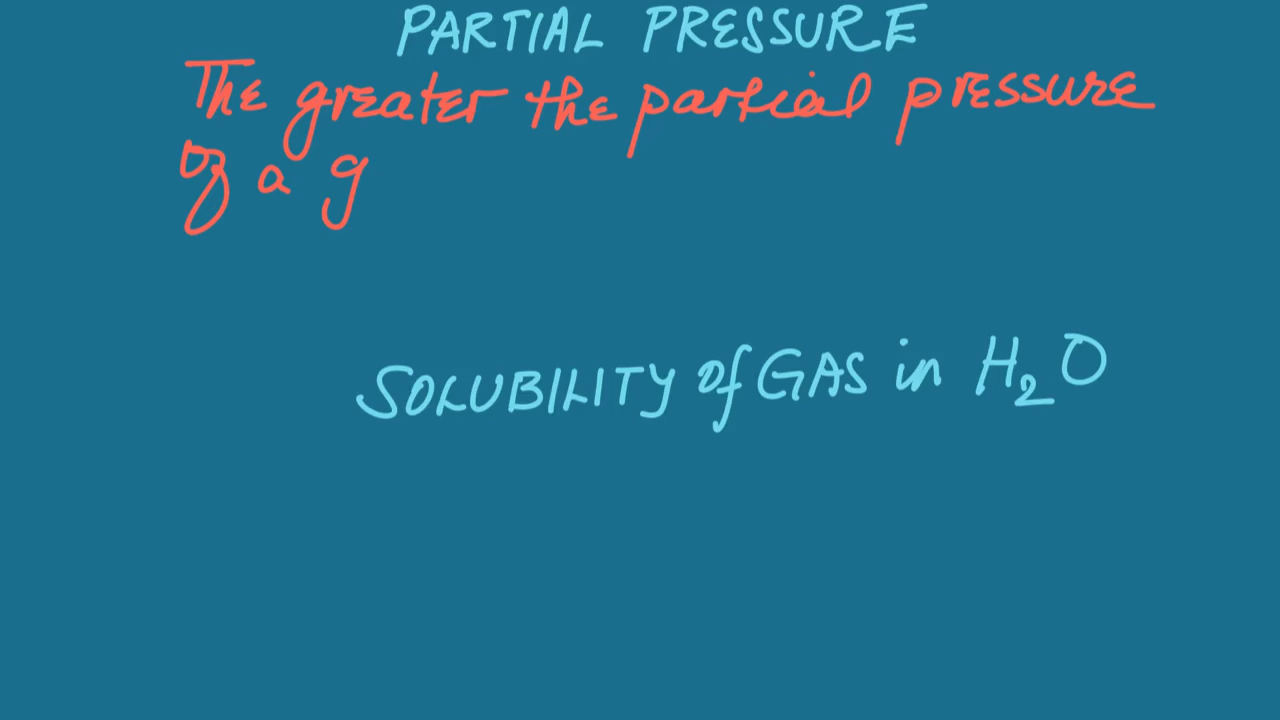 PARTIAL PRESSURE
The greater the partial pressure
of a g
SOLUBILITY of GAS in H₂O